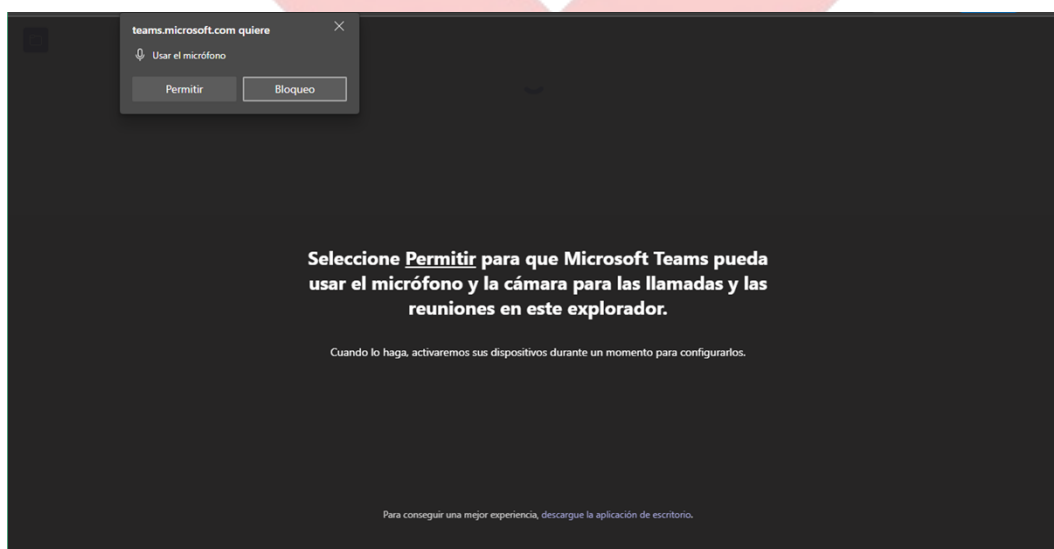 teams.microsoft.com quiere
Usar el micrófono
Permitir
Bloqueo
Seleccione Permitir para que Microsoft Teams pueda
usar el micrófono y la cámara para las llamadas y las
reuniones en este explorador.
Cuando lo haga, activaremos sus dispositivos durante un momento para configurarlos.
Para conseguir una mejor experiencia, descargue la aplicación de escritorio.